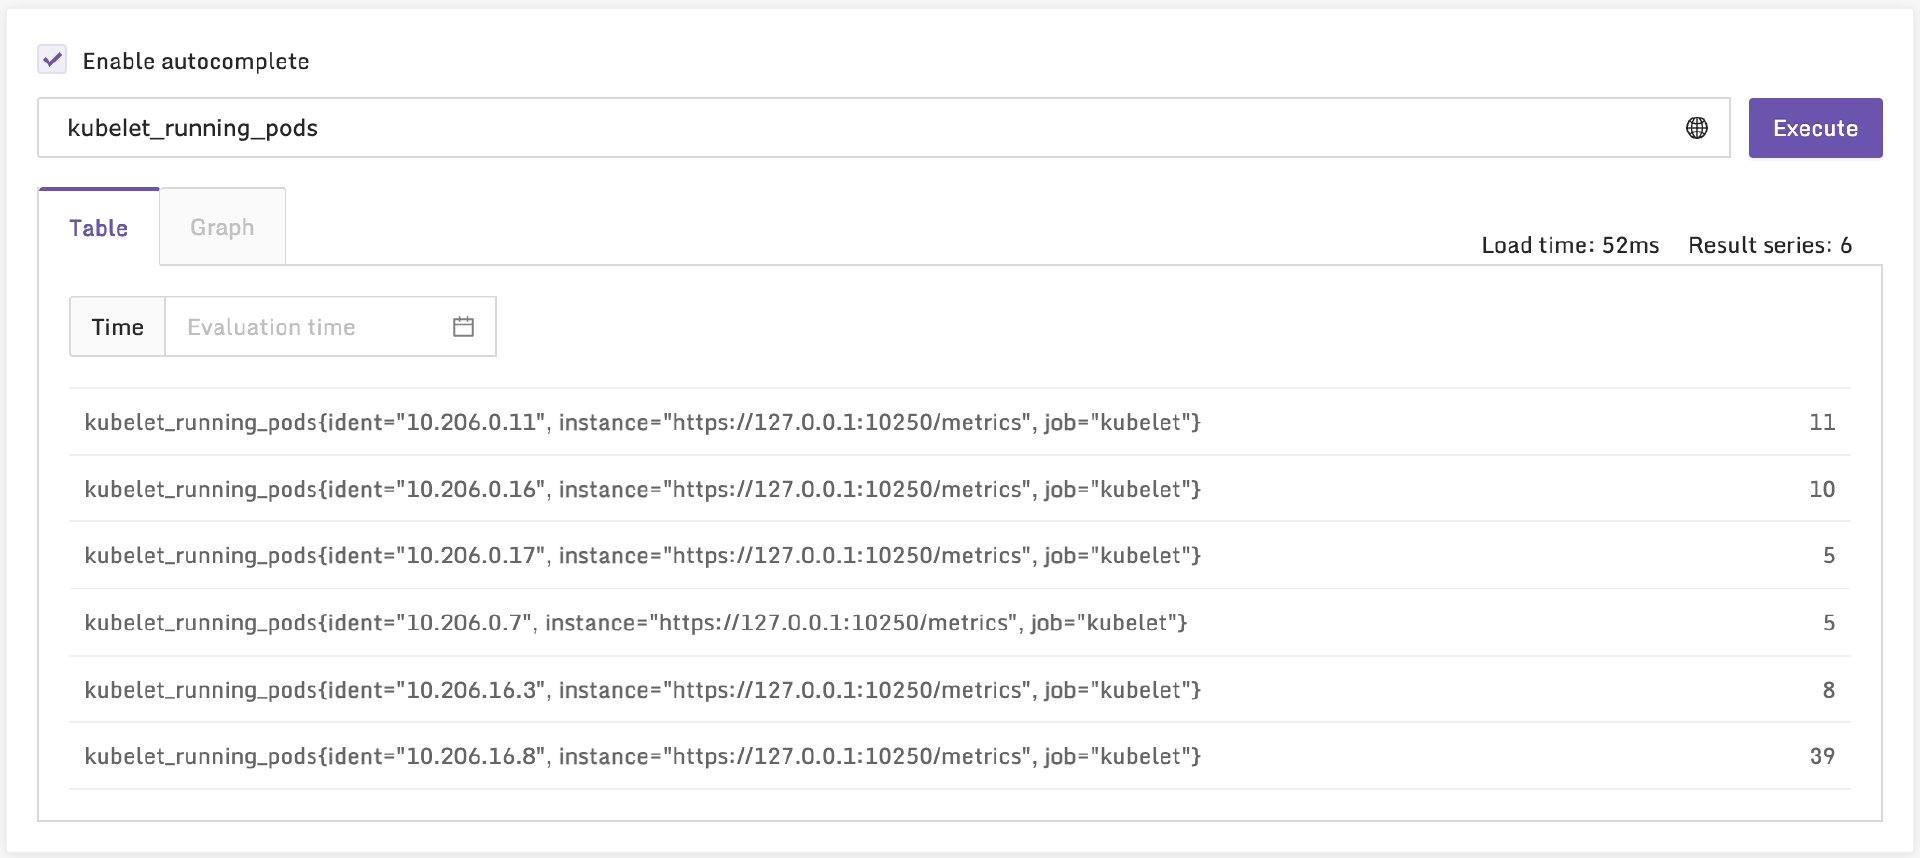 Enable autocomplete
kubelet_running_pods
Execute
Table Graph
Load time: 52ms Result series: 6
Time Evaluation time
kubelet_running_pods{ident="10.206.0.11", instance="https://127.0.0.1:10250/metrics", job="kubelet"} 11
kubelet_running_pods{ident="10.206.0.16", instance="https://127.0.0.1:10250/metrics", job="kubelet"} 10
kubelet_running_pods{ident="10.206.0.17", instance="https://127.0.0.1:10250/metrics", job="kubelet"} 5
kubelet_running_pods{ident="10.206.0.7", instance="https://127.0.0.1:10250/metrics", job="kubelet"} 5
kubelet_running_pods{ident="10.206.16.3", instance="https://127.0.0.1:10250/metrics", job="kubelet"} 8
kubelet_running_pods{ident="10.206.16.8", instance="https://127.0.0.1:10250/metrics", job="kubelet"} 39